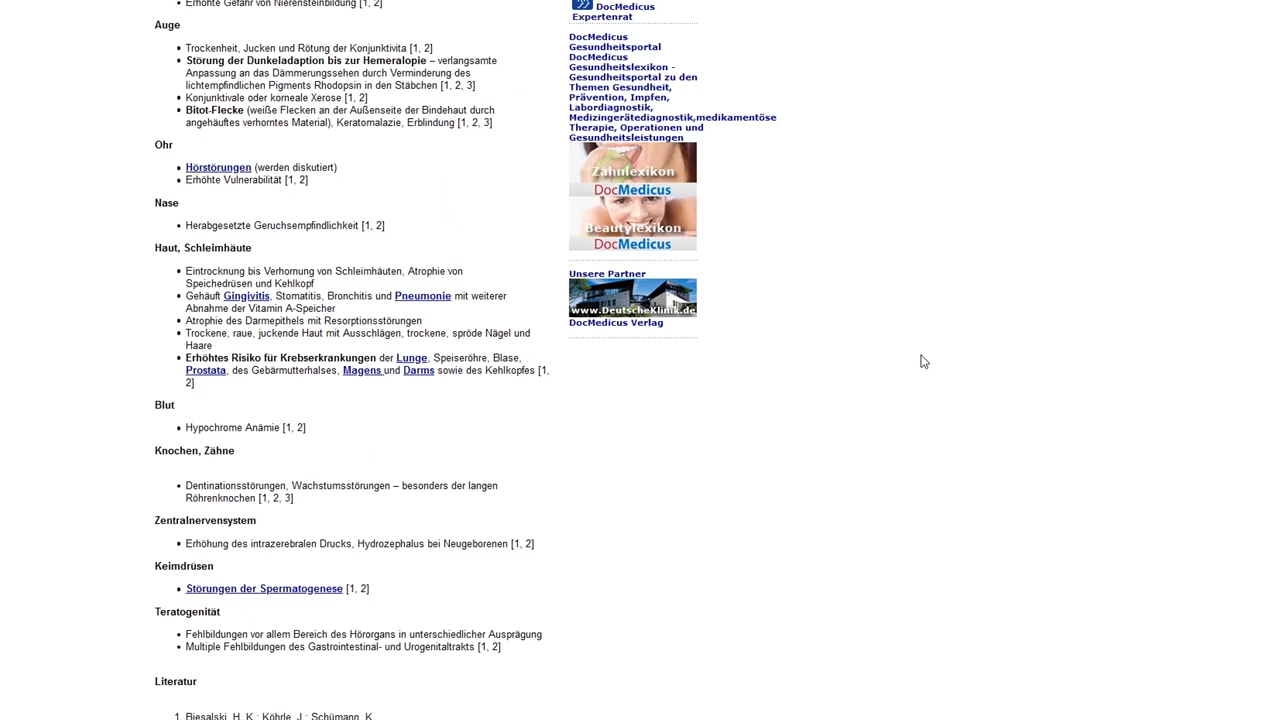 Erhöhte Gefahr von Nierensteinbildung [1, 2]
Auge
Trockenheit, Jucken und Rötung der Konjunktivita [1, 2]
Störung der Dunkeladaption bis zur Hemeralopie – verlangsamte
Anpassung an das Dämmerungssehen durch Verminderung des
lichtempfindlichen Pigments Rhodopsin in den Stäbchen [1, 2, 3]
Konjunktivale oder korneale Xerose [1, 2]
Bitot-Flecke (weiße Flecken an der Außenseite der Bindehaut durch
angehäuftes verhorntes Material), Keratomalazie, Erblindung [1, 2, 3]
Ohr
Hörstörungen (werden diskutiert)
Erhöhte Vulnerabilität [1, 2]
Nase
Herabgesetzte Geruchsempfindlichkeit [1, 2]
Haut, Schleimhäute
Eintrocknung bis Verhornung von Schleimhäuten, Atrophie von
Speichedrüsen und Kehlkopf
Gehäuft Gingivitis, Stomatitis, Bronchitis und Pneumonie mit weiterer
Abnahme der Vitamin A-Speicher
Atrophie des Darmepithels mit Resorptionsstörungen
Trockene, raue, juckende Haut mit Ausschlägen, trockene, spröde Nägel und
Haare
Erhöhtes Risiko für Krebserkrankungen der Lunge, Speiseröhre, Blase,
Prostata, des Gebärmutterhalses, Magens und Darms sowie des Kehlkopfes [1,
2]
Blut
Hypochrome Anämie [1, 2]
Knochen, Zähne
Dentinationsstörungen, Wachstumsstörungen – besonders der langen
Röhrenknochen [1, 2, 3]
Zentralnervensystem
Erhöhung des intrazerebralen Drucks, Hydrozephalus bei Neugeborenen [1, 2]
Keimdrüsen
Störungen der Spermatogenese [1, 2]
Teratogenität
Fehlbildungen vor allem Bereich des Hörorgans in unterschiedlicher Ausprägung
Multiple Fehlbildungen des Gastrointestinal- und Urogenitaltrakts [1, 2]
Literatur
1. Biesalski, H. K.; Köhrle, J.; Schümann, K.
DocMedicus
Expertenrat
DocMedicus
Gesundheitsportal
DocMedicus
Gesundheitslexikon -
Gesundheitsportal zu den
Themen Gesundheit,
Prävention, Impfen,
Labordiagnostik,
Medizingerätediagnostik,medikamentöse
Therapie, Operationen und
Gesundheitsleistungen
Zahnlexikon
DocMedicus
Beautylexikon
DocMedicus
Unsere Partner
www.DeutscheKlinik.de
DocMedicus Verlag